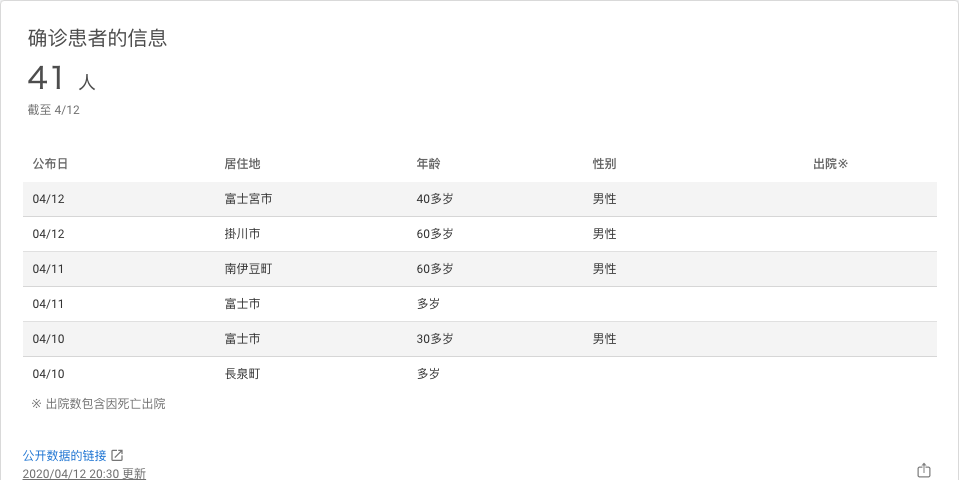 确诊患者的信息
41 人
截至 4/12
公布日 居住地 年龄 性别 出院※
04/12 富士宮市 40多岁 男性
04/12 掛川市 60多岁 男性
04/11 南伊豆町 60多岁 男性
04/11 富士市 多岁
04/10 富士市 30多岁 男性
04/10 長泉町 多岁
※ 出院数包含因死亡出院
公开数据的链接
2020/04/12 20:30 更新